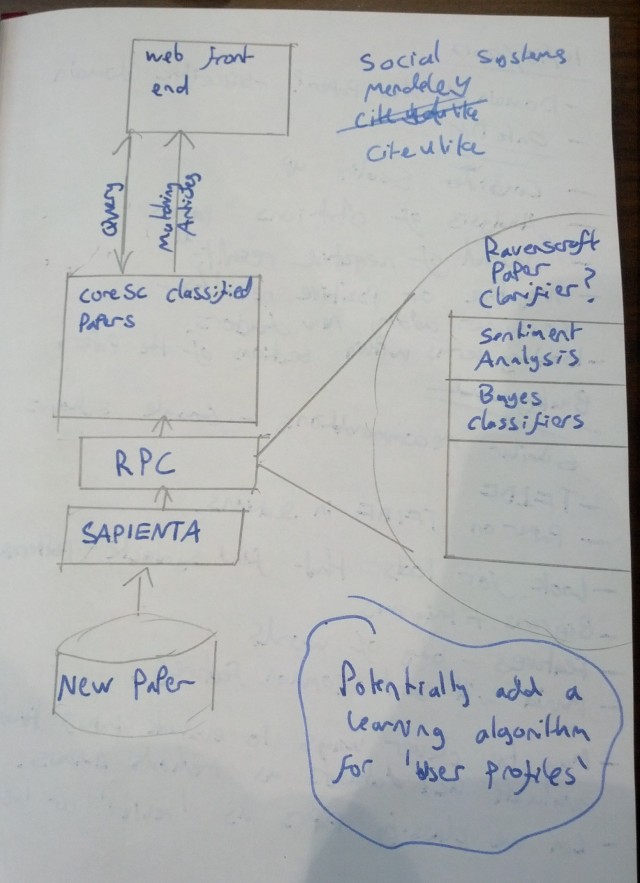 web front
end
Social Systems
Mendeley
Citeulike
Query
Matching
Articles
CoreSc classified
Papers
Ravenscroft
Paper
Clarifier?
Sentiment
Analysis
Bayes
classifiers
RPC
SAPIENTA
New Paper
Potentially add a
learning algorithm
for 'User profiles'